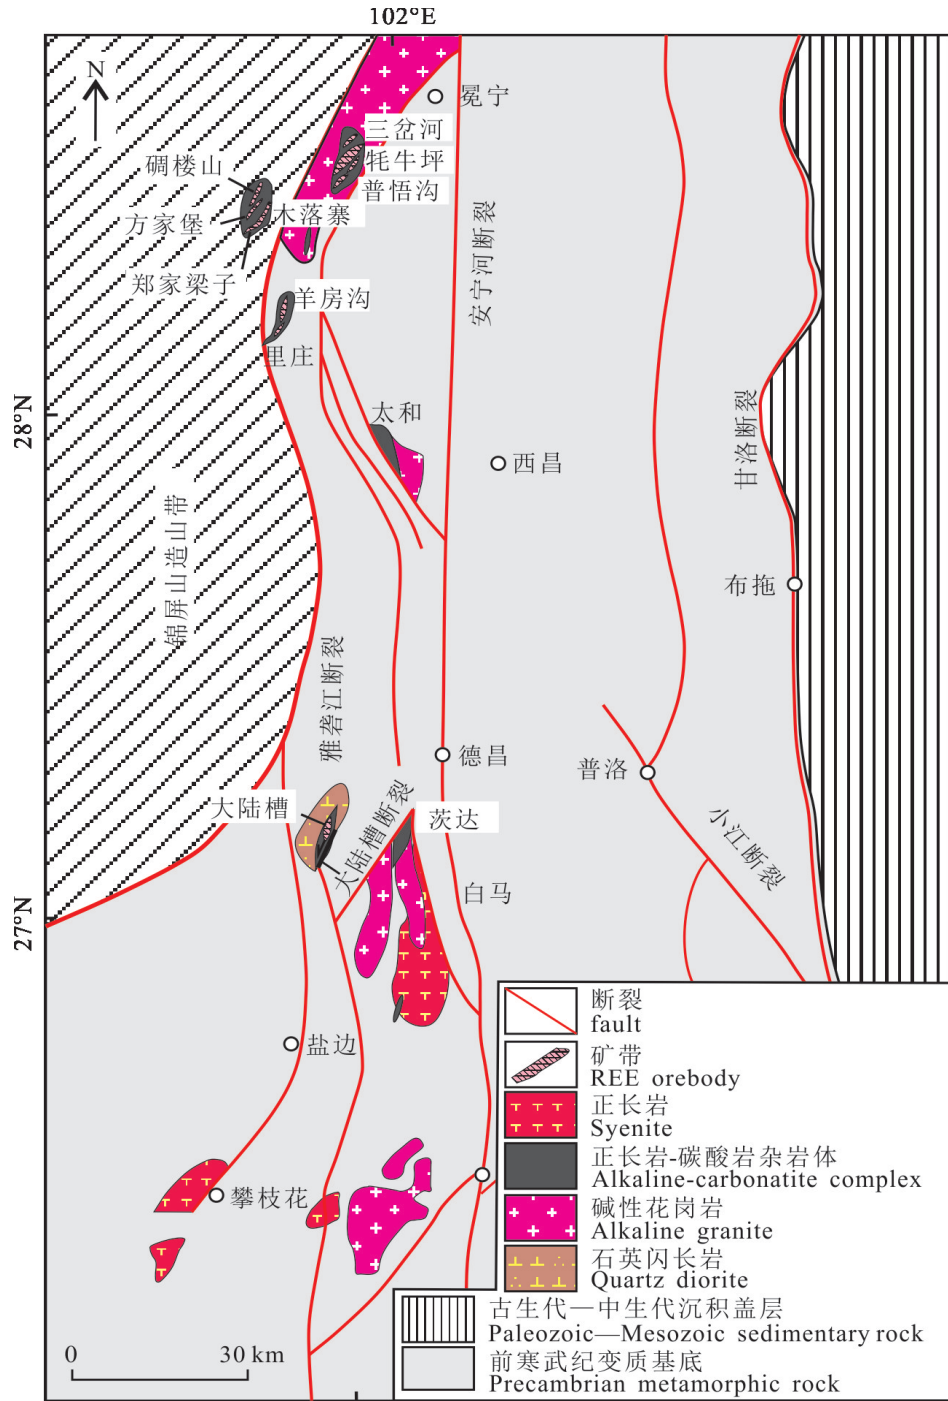 102°E
N
冕宁
三岔河
牦牛坪
普悟沟
碉楼山
方家堡
木落寨
郑家梁子
羊房沟
里庄
安宁河断裂
28°N
太和
西昌
甘洛断裂
锦屏山造山带
布拖
雅砻江断裂
德昌
普洛
大陆槽
大陆槽断裂
茨达
小江断裂
白马
27°N
盐边
攀枝花
断裂
fault
矿带
REE orebody
正长岩
Syenite
正长岩-碳酸岩杂岩体
Alkaline-carbonatite complex
碱性花岗岩
Alkaline granite
石英闪长岩
Quartz diorite
古生代—中生代沉积盖层
Paleozoic—Mesozoic sedimentary rock
前寒武纪变质基底
Precambrian metamorphic rock
0 30 km